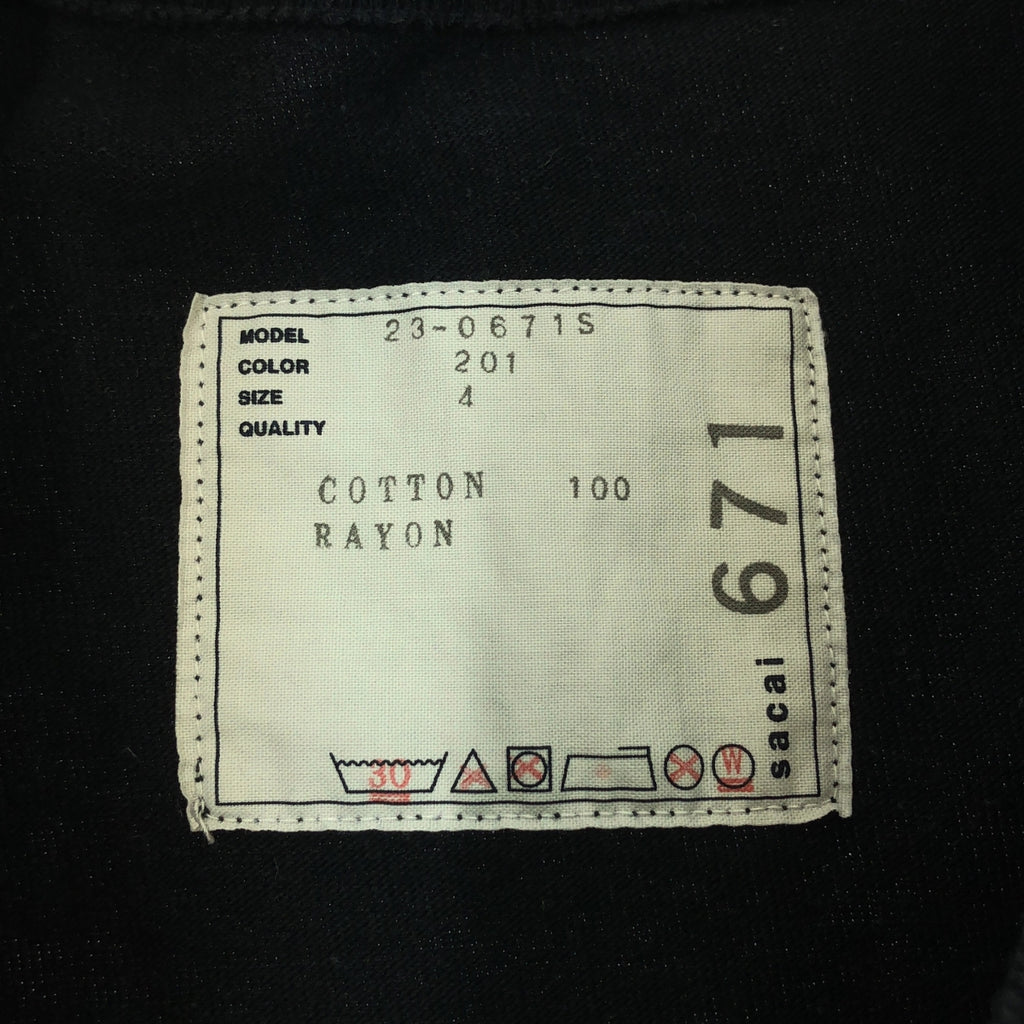 MODEL 23-0671S
COLOR 201
SIZE 4
QUALITY
COTTON 100
RAYON
30
W
sacai 671